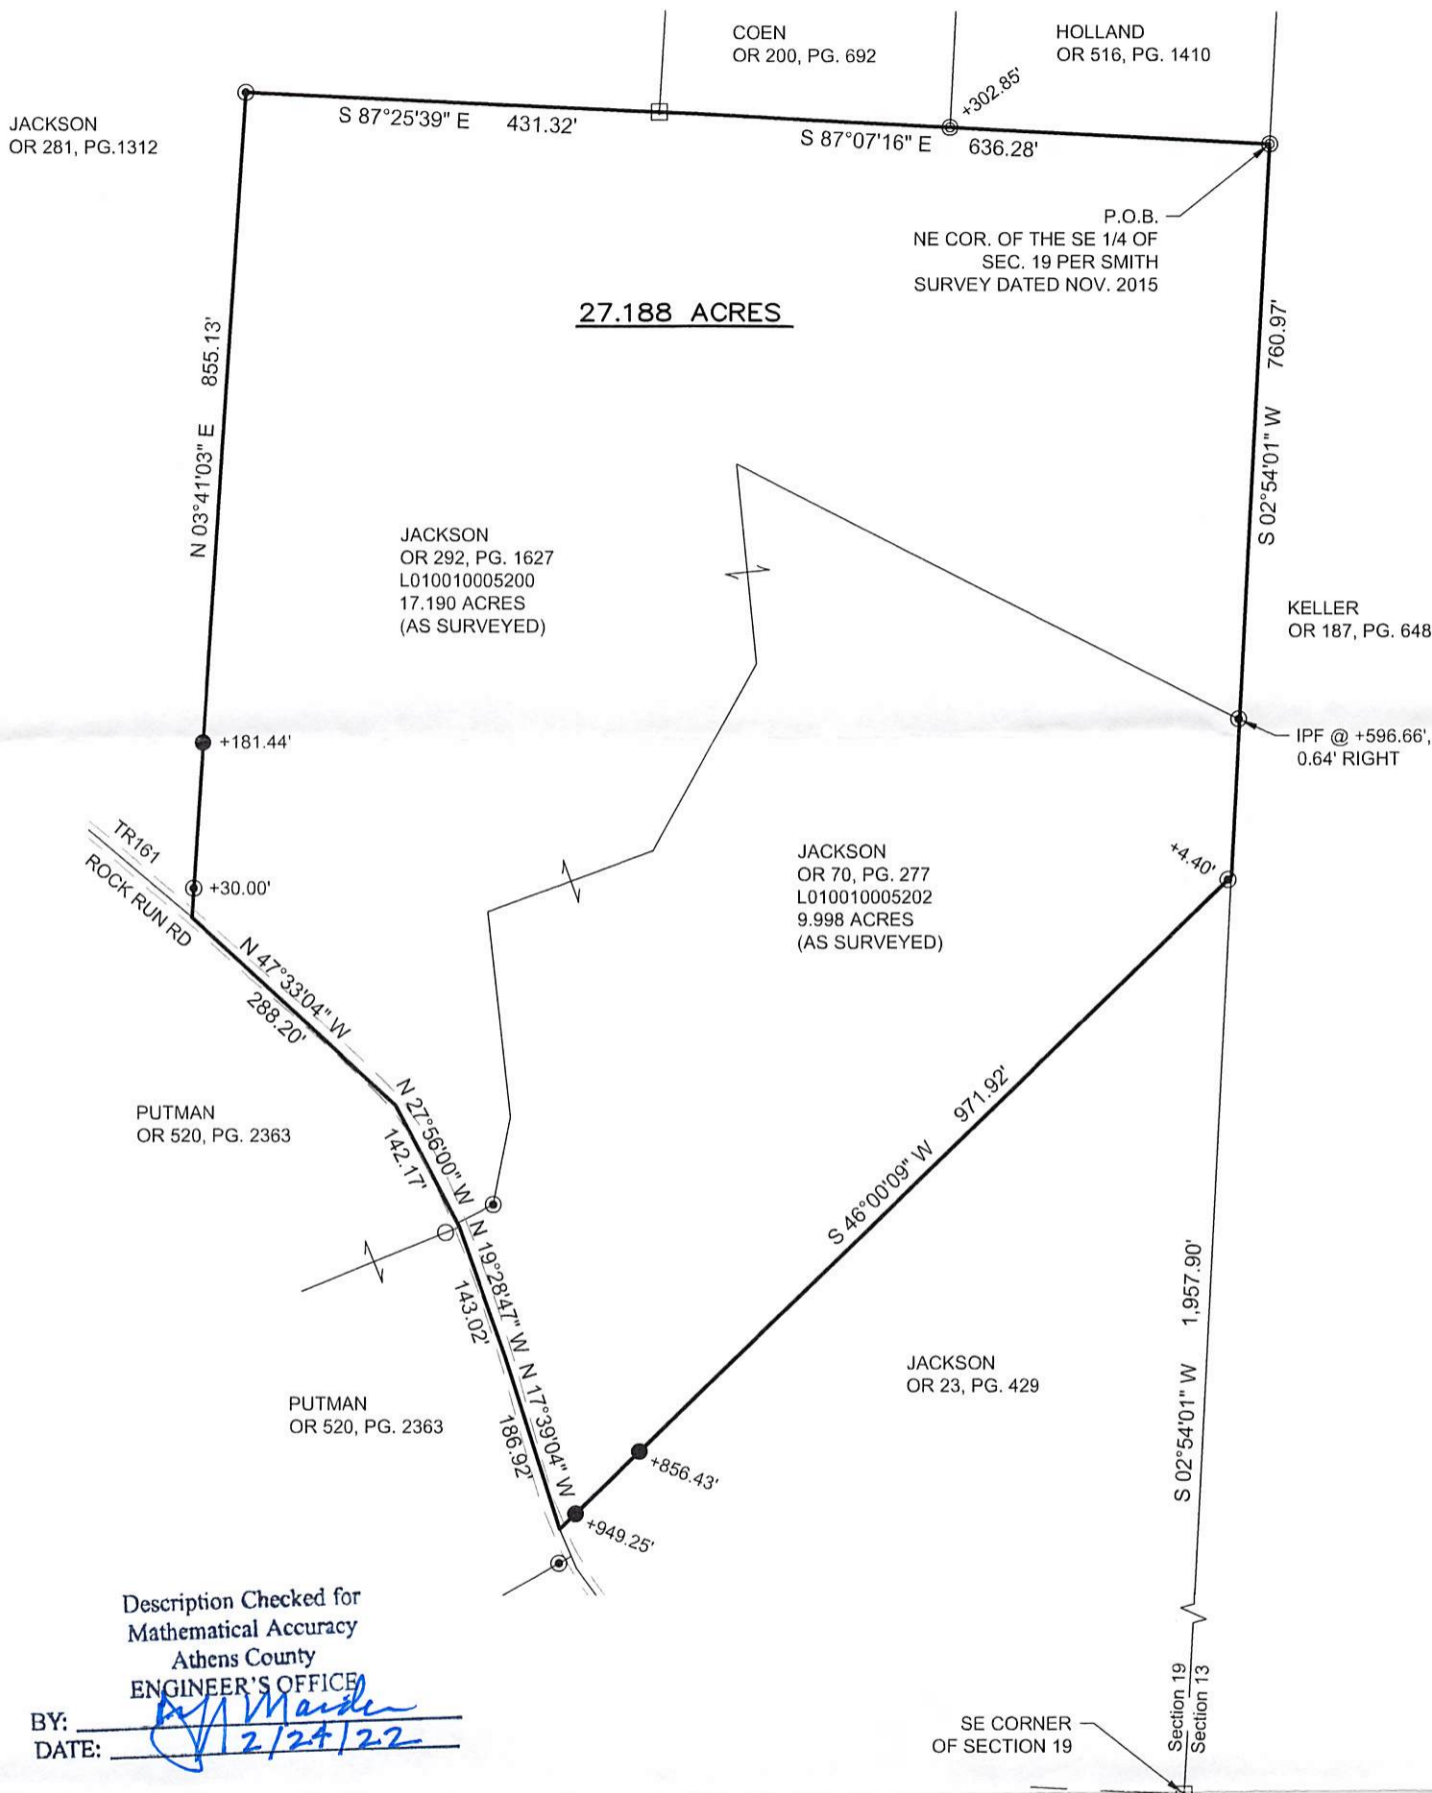 COEN
OR 200, PG. 692
HOLLAND
OR 516, PG. 1410
JACKSON
OR 281, PG.1312
S 87°25'39" E 431.32'
+302.85'
S 87°07'16" E 636.28'
P.O.B.
NE COR. OF THE SE 1/4 OF
SEC. 19 PER SMITH
SURVEY DATED NOV. 2015
27.188 ACRES
N 03°41'03" E 855.13'
S 02°54'01" W 760.97'
JACKSON
OR 292, PG. 1627
L010010005200
17.190 ACRES
(AS SURVEYED)
KELLER
OR 187, PG. 648
+181.44'
IPF @ +596.66',
0.64' RIGHT
TR161
ROCK RUN RD
+30.00'
JACKSON
OR 70, PG. 277
L010010005202
9.998 ACRES
(AS SURVEYED)
+4.40'
N 47°33'04" W
288.20'
PUTMAN
OR 520, PG. 2363
N 27°56'00" W
142.17'
S 46°00'09" W 971.92'
N 19°28'47" W
143.02'
S 02°54'01" W 1,957.90'
JACKSON
OR 23, PG. 429
PUTMAN
OR 520, PG. 2363
N 17°39'04" W
186.92'
+856.43'
+949.25'
Description Checked for
Mathematical Accuracy
Athens County
ENGINEER'S OFFICE
BY:
DATE: 2/24/22
Section 19
Section 13
SE CORNER
OF SECTION 19